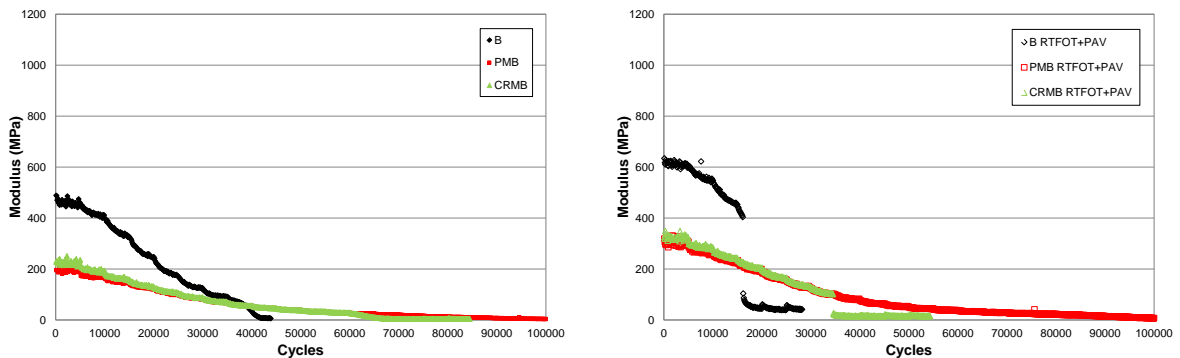 1200
1000
800
600
400
200
0
Modulus (MPa)
0 10000 20000 30000 40000 50000 60000 70000 80000 90000 100000
Cycles
B
PMB
CRMB
1200
1000
800
600
400
200
0
Modulus (MPa)
0 10000 20000 30000 40000 50000 60000 70000 80000 90000 100000
Cycles
B RTFOT+PAV
PMB RTFOT+PAV
CRMB RTFOT+PAV